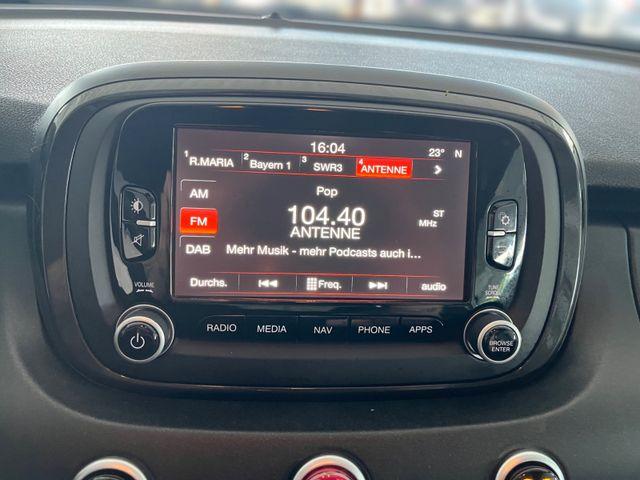 16:04
23° N
1 R.MARIA 2 Bayern 1 3 SWR3 4 ANTENNE
AM
Pop
FM
104.40 ST
MHz
ANTENNE
DAB
Mehr Musik - mehr Podcasts auch i...
Durchs. Freq. audio
VOLUME
TUNE
SCROLL
RADIO MEDIA NAV PHONE APPS
BROWSE
ENTER